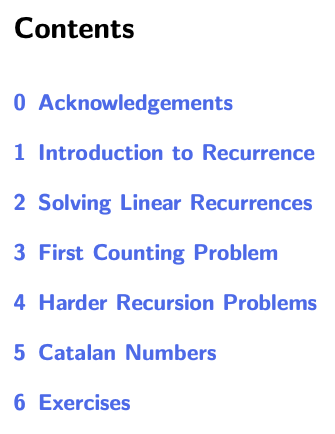 Contents
0 Acknowledgements
1 Introduction to Recurrence
2 Solving Linear Recurrences
3 First Counting Problem
4 Harder Recursion Problems
5 Catalan Numbers
6 Exercises